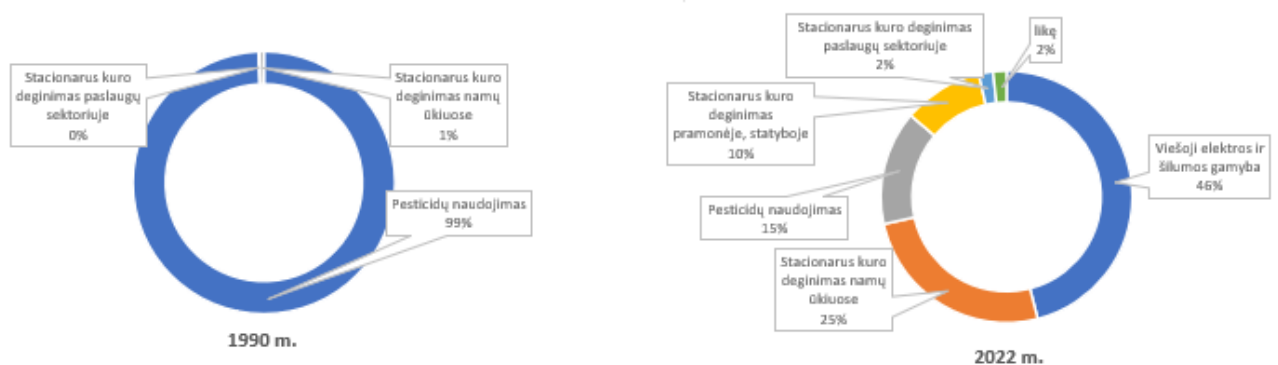 Stacionarus kuro
deginimas paslaugų
sektoriuje
0%
Stacionarus kuro
deginimas namų
ūkiuose
1%
Pesticidų naudojimas
99%
1990 m.
Stacionarus kuro deginimas
paslaugų sektoriuje
2%
likę
2%
Stacionarus kuro
deginimas
pramonėje, statyboje
10%
Viešoji elektros ir
šilumos gamyba
46%
Pesticidų naudojimas
15%
Stacionarus kuro
deginimas namų
ūkiuose
25%
2022 m.